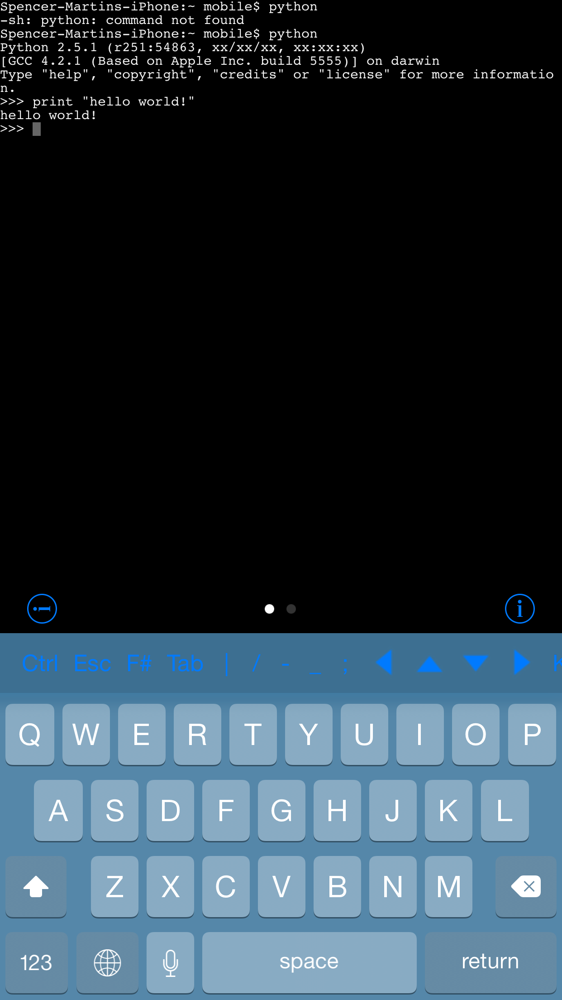 Spencer-Martins-iPhone:~ mobile$ python
-sh: python: command not found
Spencer-Martins-iPhone:~ mobile$ python
Python 2.5.1 (r251:54863, xx/xx/xx, xx:xx:xx)
[GCC 4.2.1 (Based on Apple Inc. build 5555)] on darwin
Type "help", "copyright", "credits" or "license" for more informatio
n.
>>> print "hello world!"
hello world!
>>>
i i
Ctrl Esc F# Tab | / - _ ;
Q W E R T Y U I O P
A S D F G H J K L
Z X C V B N M
123 space return